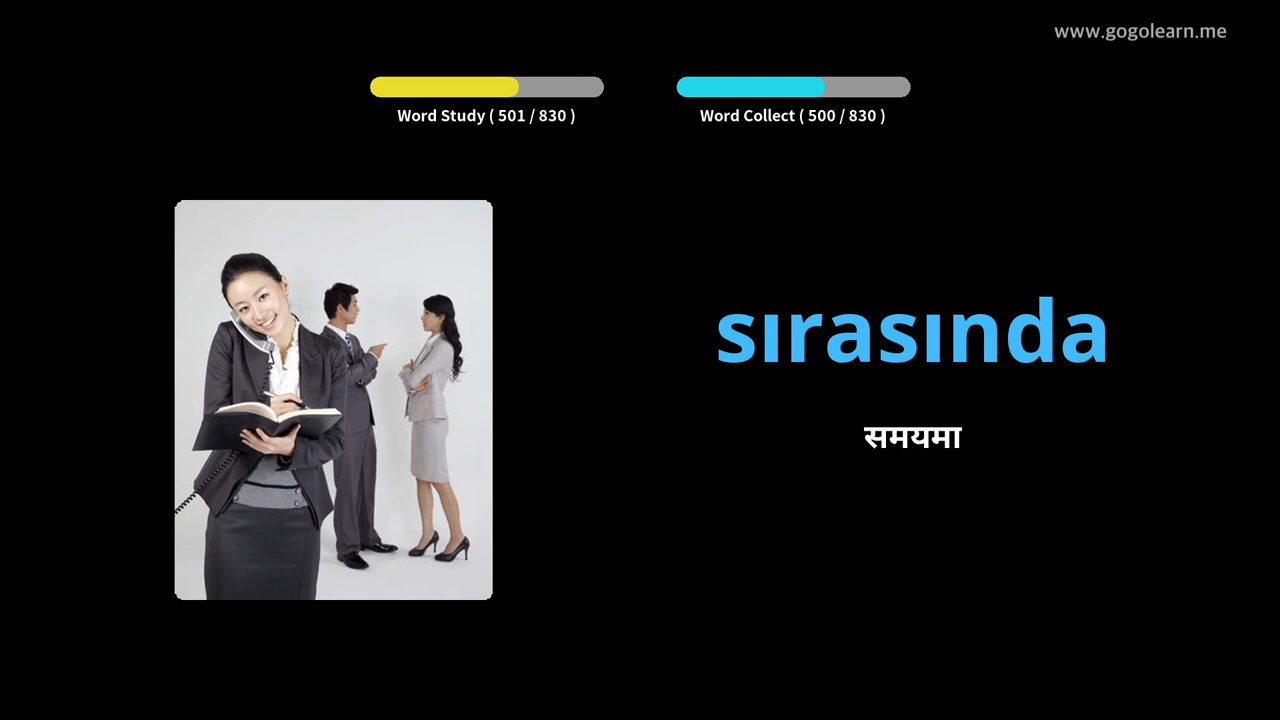 www.gogolearn.me
Word Study ( 501 / 830 )
Word Collect ( 500 / 830 )
sırasında
समयमा